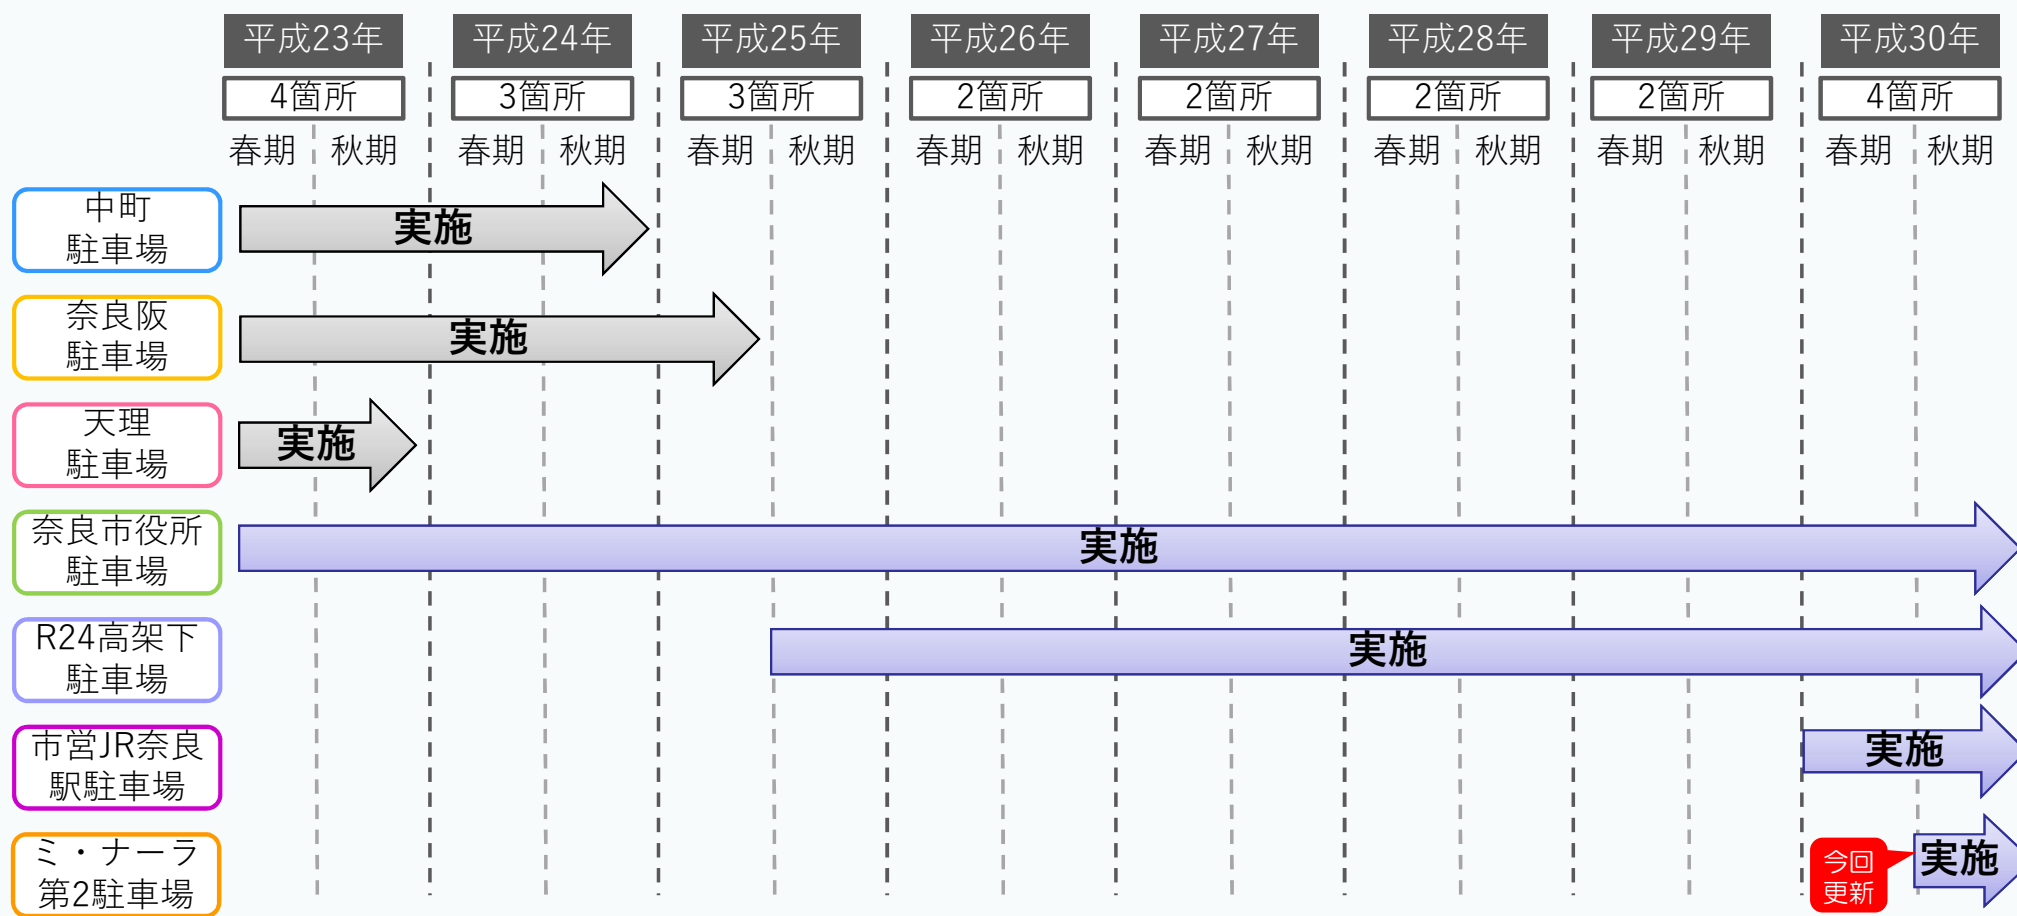 平成23年 平成24年 平成25年 平成26年 平成27年 平成28年 平成29年 平成30年
4箇所 3箇所 3箇所 2箇所 2箇所 2箇所 2箇所 4箇所
春期 秋期 春期 秋期 春期 秋期 春期 秋期 春期 秋期 春期 秋期 春期 秋期 春期 秋期
中町
駐車場
実施
奈良阪
駐車場
実施
天理
駐車場
実施
奈良市役所
駐車場
実施
R24高架下
駐車場
実施
市営JR奈良
駅駐車場
実施
ミ・ナーラ
第2駐車場
今回
更新
実施